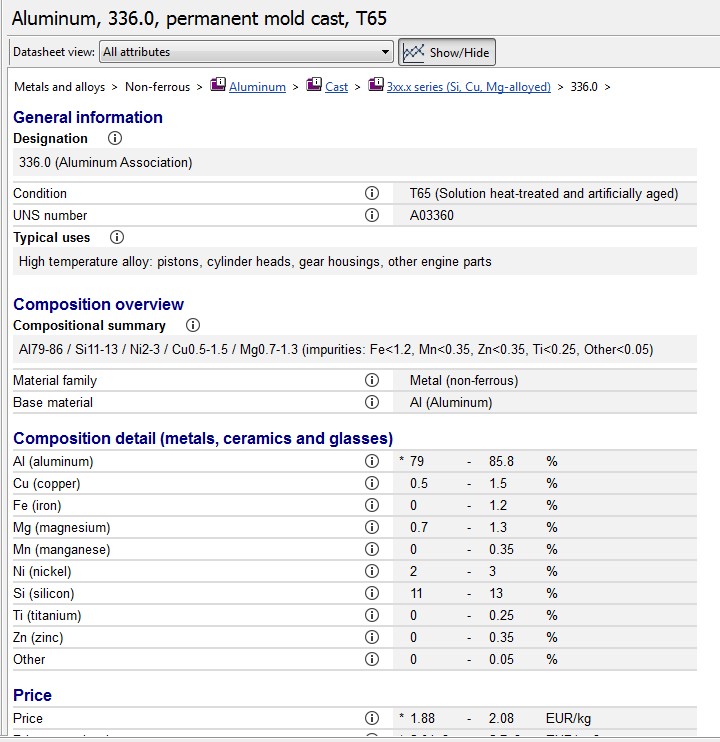 Aluminum, 336.0, permanent mold cast, T65
Datasheet view: All attributes Show/Hide
Metals and alloys > Non-ferrous > Aluminum > Cast > 3xx.x series (Si, Cu, Mg-alloyed) > 336.0 >
General information
Designation
336.0 (Aluminum Association)
Condition T65 (Solution heat-treated and artificially aged)
UNS number A03360
Typical uses
High temperature alloy: pistons, cylinder heads, gear housings, other engine parts
Composition overview
Compositional summary
Al79-86 / Si11-13 / Ni2-3 / Cu0.5-1.5 / Mg0.7-1.3 (impurities: Fe<1.2, Mn<0.35, Zn<0.35, Ti<0.25, Other<0.05)
Material family Metal (non-ferrous)
Base material Al (Aluminum)
Composition detail (metals, ceramics and glasses)
Al (aluminum) * 79 - 85.8 %
Cu (copper) 0.5 - 1.5 %
Fe (iron) 0 - 1.2 %
Mg (magnesium) 0.7 - 1.3 %
Mn (manganese) 0 - 0.35 %
Ni (nickel) 2 - 3 %
Si (silicon) 11 - 13 %
Ti (titanium) 0 - 0.25 %
Zn (zinc) 0 - 0.35 %
Other 0 - 0.05 %
Price
Price * 1.88 - 2.08 EUR/kg